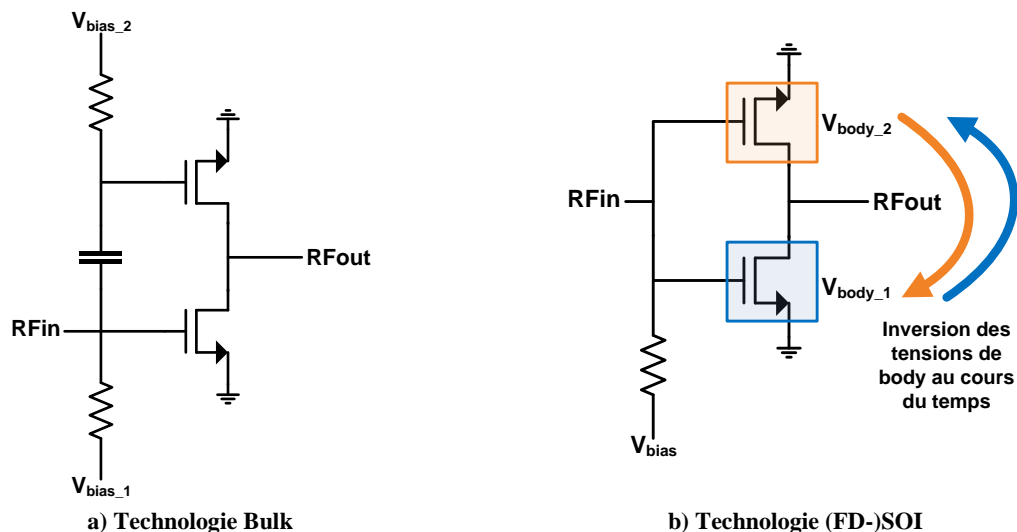 Vbias_2
RFout
RFin
Vbias_1
a) Technologie Bulk
Vbody_2
RFin
RFout
Vbody_1
Inversion des
tensions de
body au cours
du temps
Vbias
b) Technologie (FD-)SOI